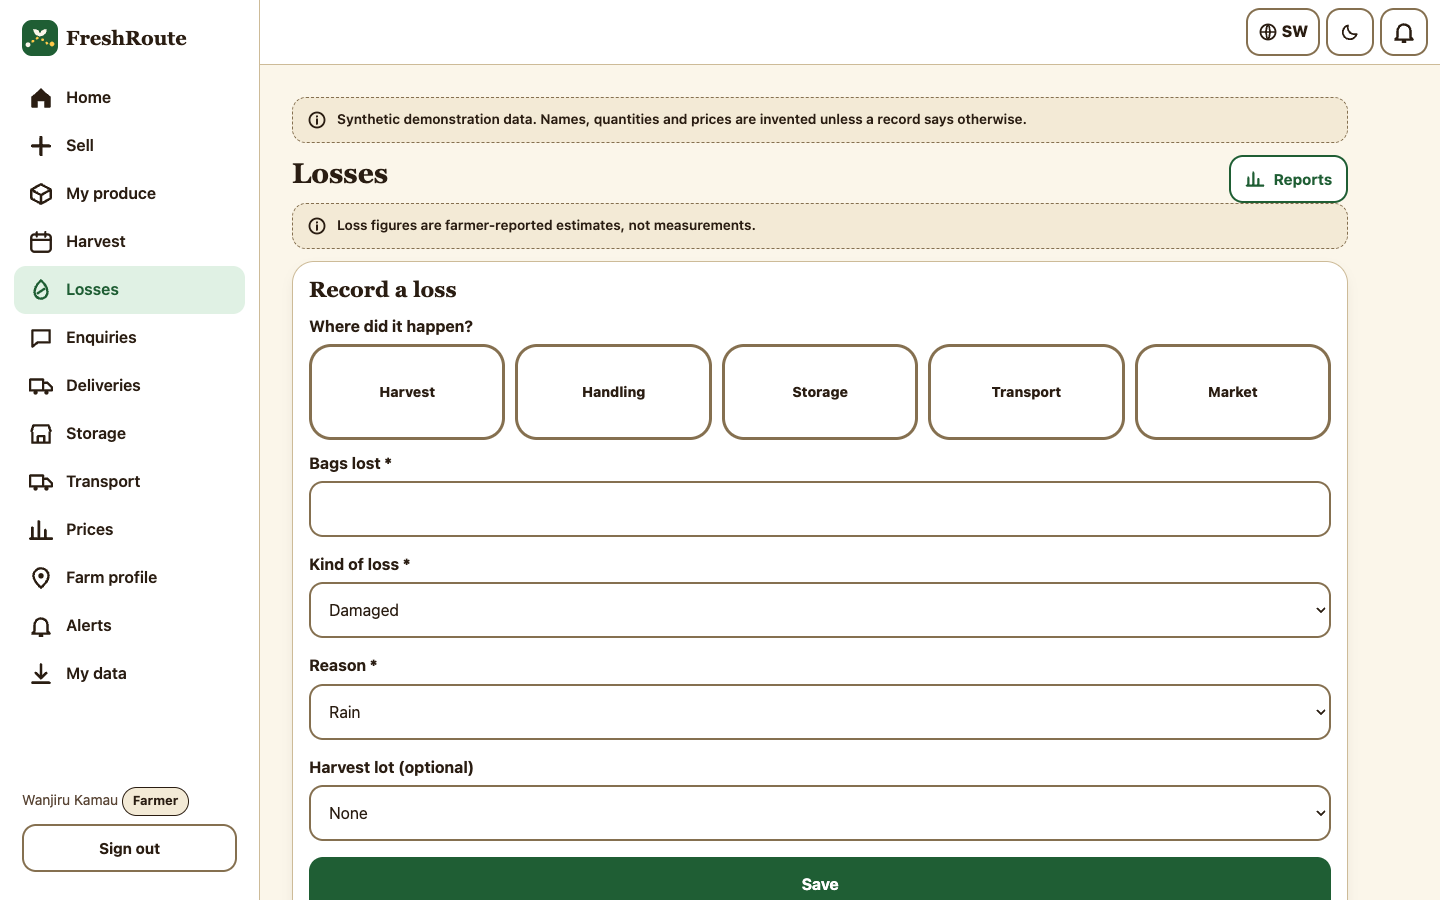 FreshRoute
Home
Sell
My produce
Harvest
Losses
Enquiries
Deliveries
Storage
Transport
Prices
Farm profile
Alerts
My data
Wanjiru Kamau Farmer
Sign out
SW
Synthetic demonstration data. Names, quantities and prices are invented unless a record says otherwise.
Losses
Reports
Loss figures are farmer-reported estimates, not measurements.
Record a loss
Where did it happen?
Harvest Handling Storage Transport Market
Bags lost *
Kind of loss *
Damaged
Reason *
Rain
Harvest lot (optional)
None
Save